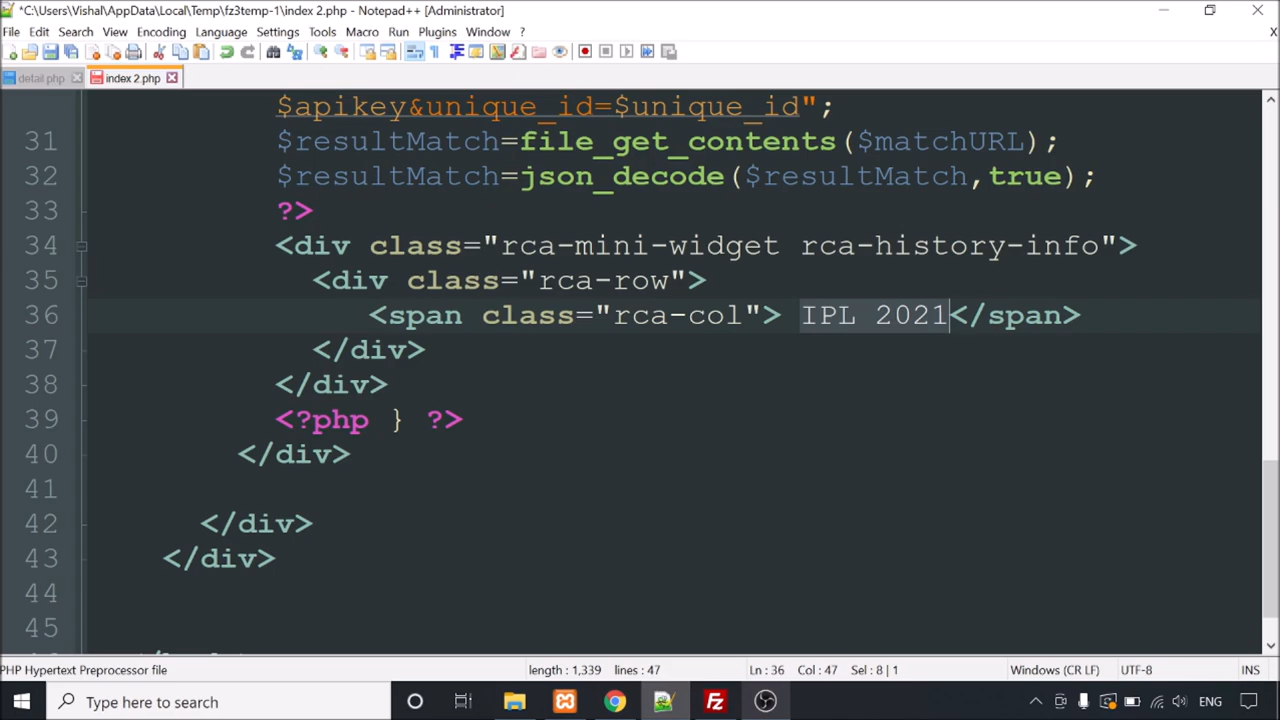 *C:\Users\Vishal\AppData\Local\Temp\fz3temp-1\index 2.php - Notepad++ [Administrator]
File Edit Search View Encoding Language Settings Tools Macro Run Plugins Window ? X
detail.php index 2.php
$apikey&unique_id=$unique_id";
31 $resultMatch=file_get_contents($matchURL);
32 $resultMatch=json_decode($resultMatch,true);
33 ?>
34 <div class="rca-mini-widget rca-history-info">
35 <div class="rca-row">
36 <span class="rca-col"> IPL 2021</span>
37 </div>
38 </div>
39 <?php } ?>
40 </div>
41
42 </div>
43 </div>
44
45
PHP Hypertext Preprocessor file length : 1,339 lines : 47 Ln : 36 Col : 47 Sel : 8 | 1 Windows (CR LF) UTF-8 INS
Type here to search ENG